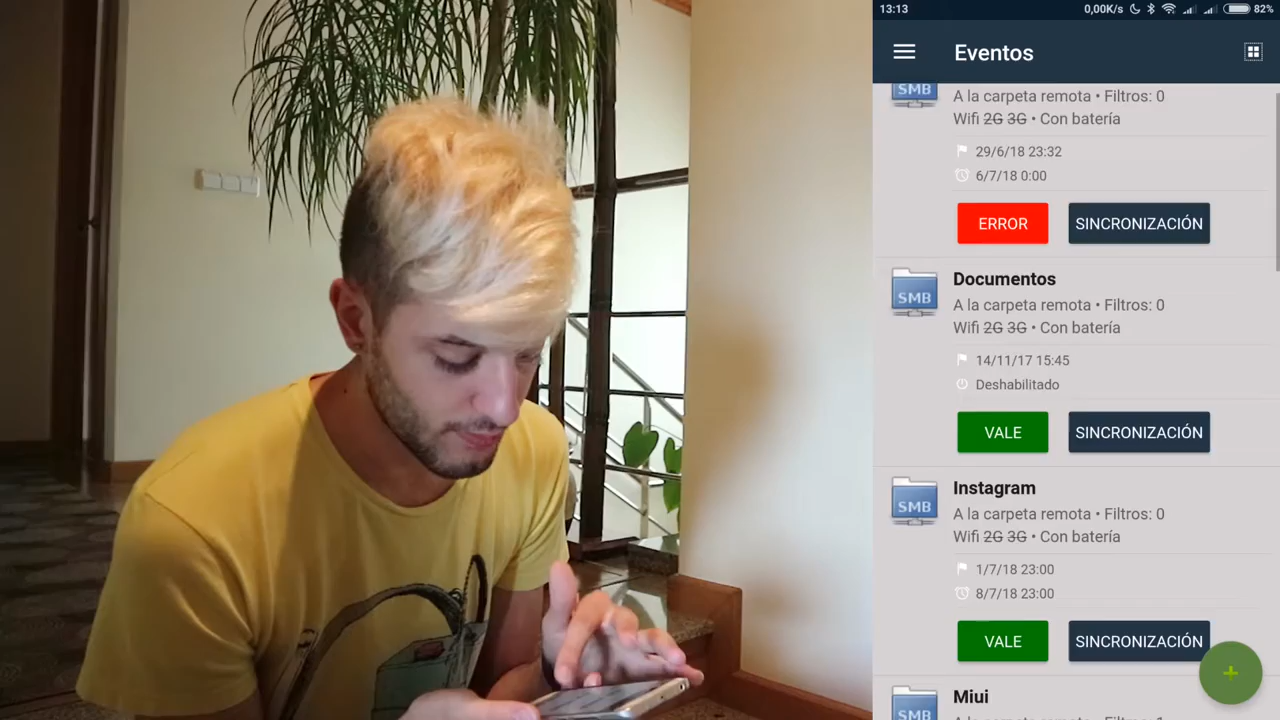 13:13 0,00K/s 82%
Eventos
SMB
A la carpeta remota • Filtros: 0
Wifi 2G 3G • Con batería
29/6/18 23:32
6/7/18 0:00
ERROR SINCRONIZACIÓN
SMB
Documentos
A la carpeta remota • Filtros: 0
Wifi 2G 3G • Con batería
14/11/17 15:45
Deshabilitado
VALE SINCRONIZACIÓN
SMB
Instagram
A la carpeta remota • Filtros: 0
Wifi 2G 3G • Con batería
1/7/18 23:00
8/7/18 23:00
VALE SINCRONIZACIÓN
+
SMB
Miui